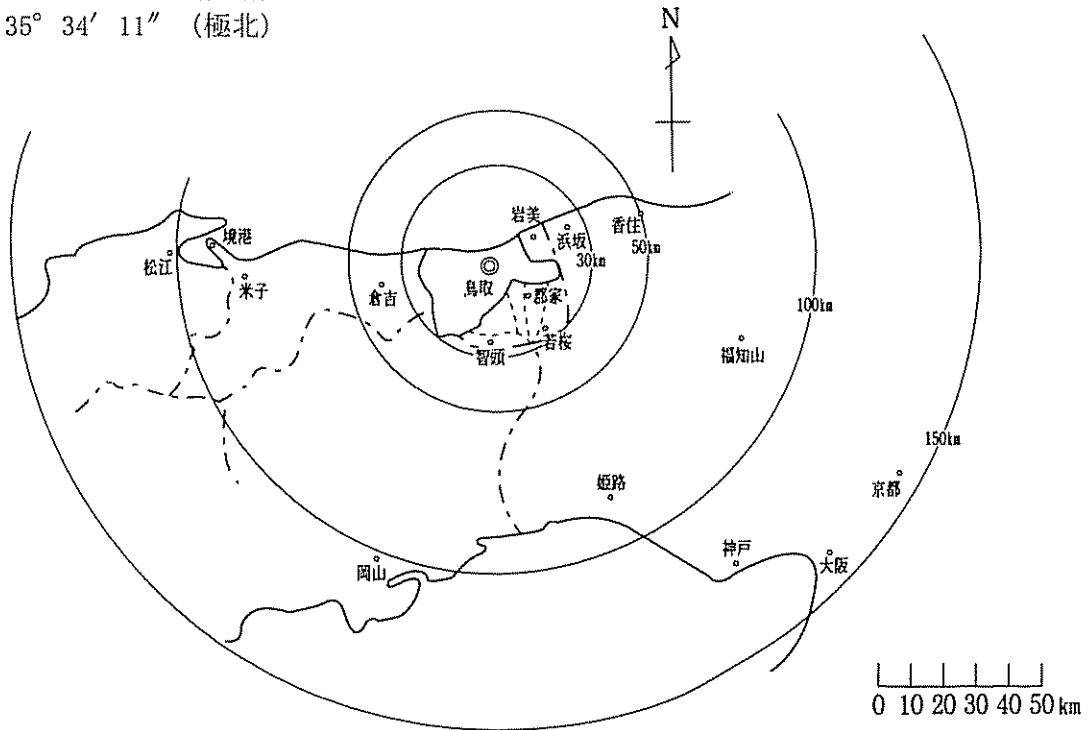 35° 34′ 11″ (極北)
N
岩美
浜坂
香住
境港
松江
米子
倉吉
鳥取
30km
50km
郡家
若桜
智頭
100km
福知山
150km
京都
姫路
神戸
大阪
岡山
0 10 20 30 40 50 km